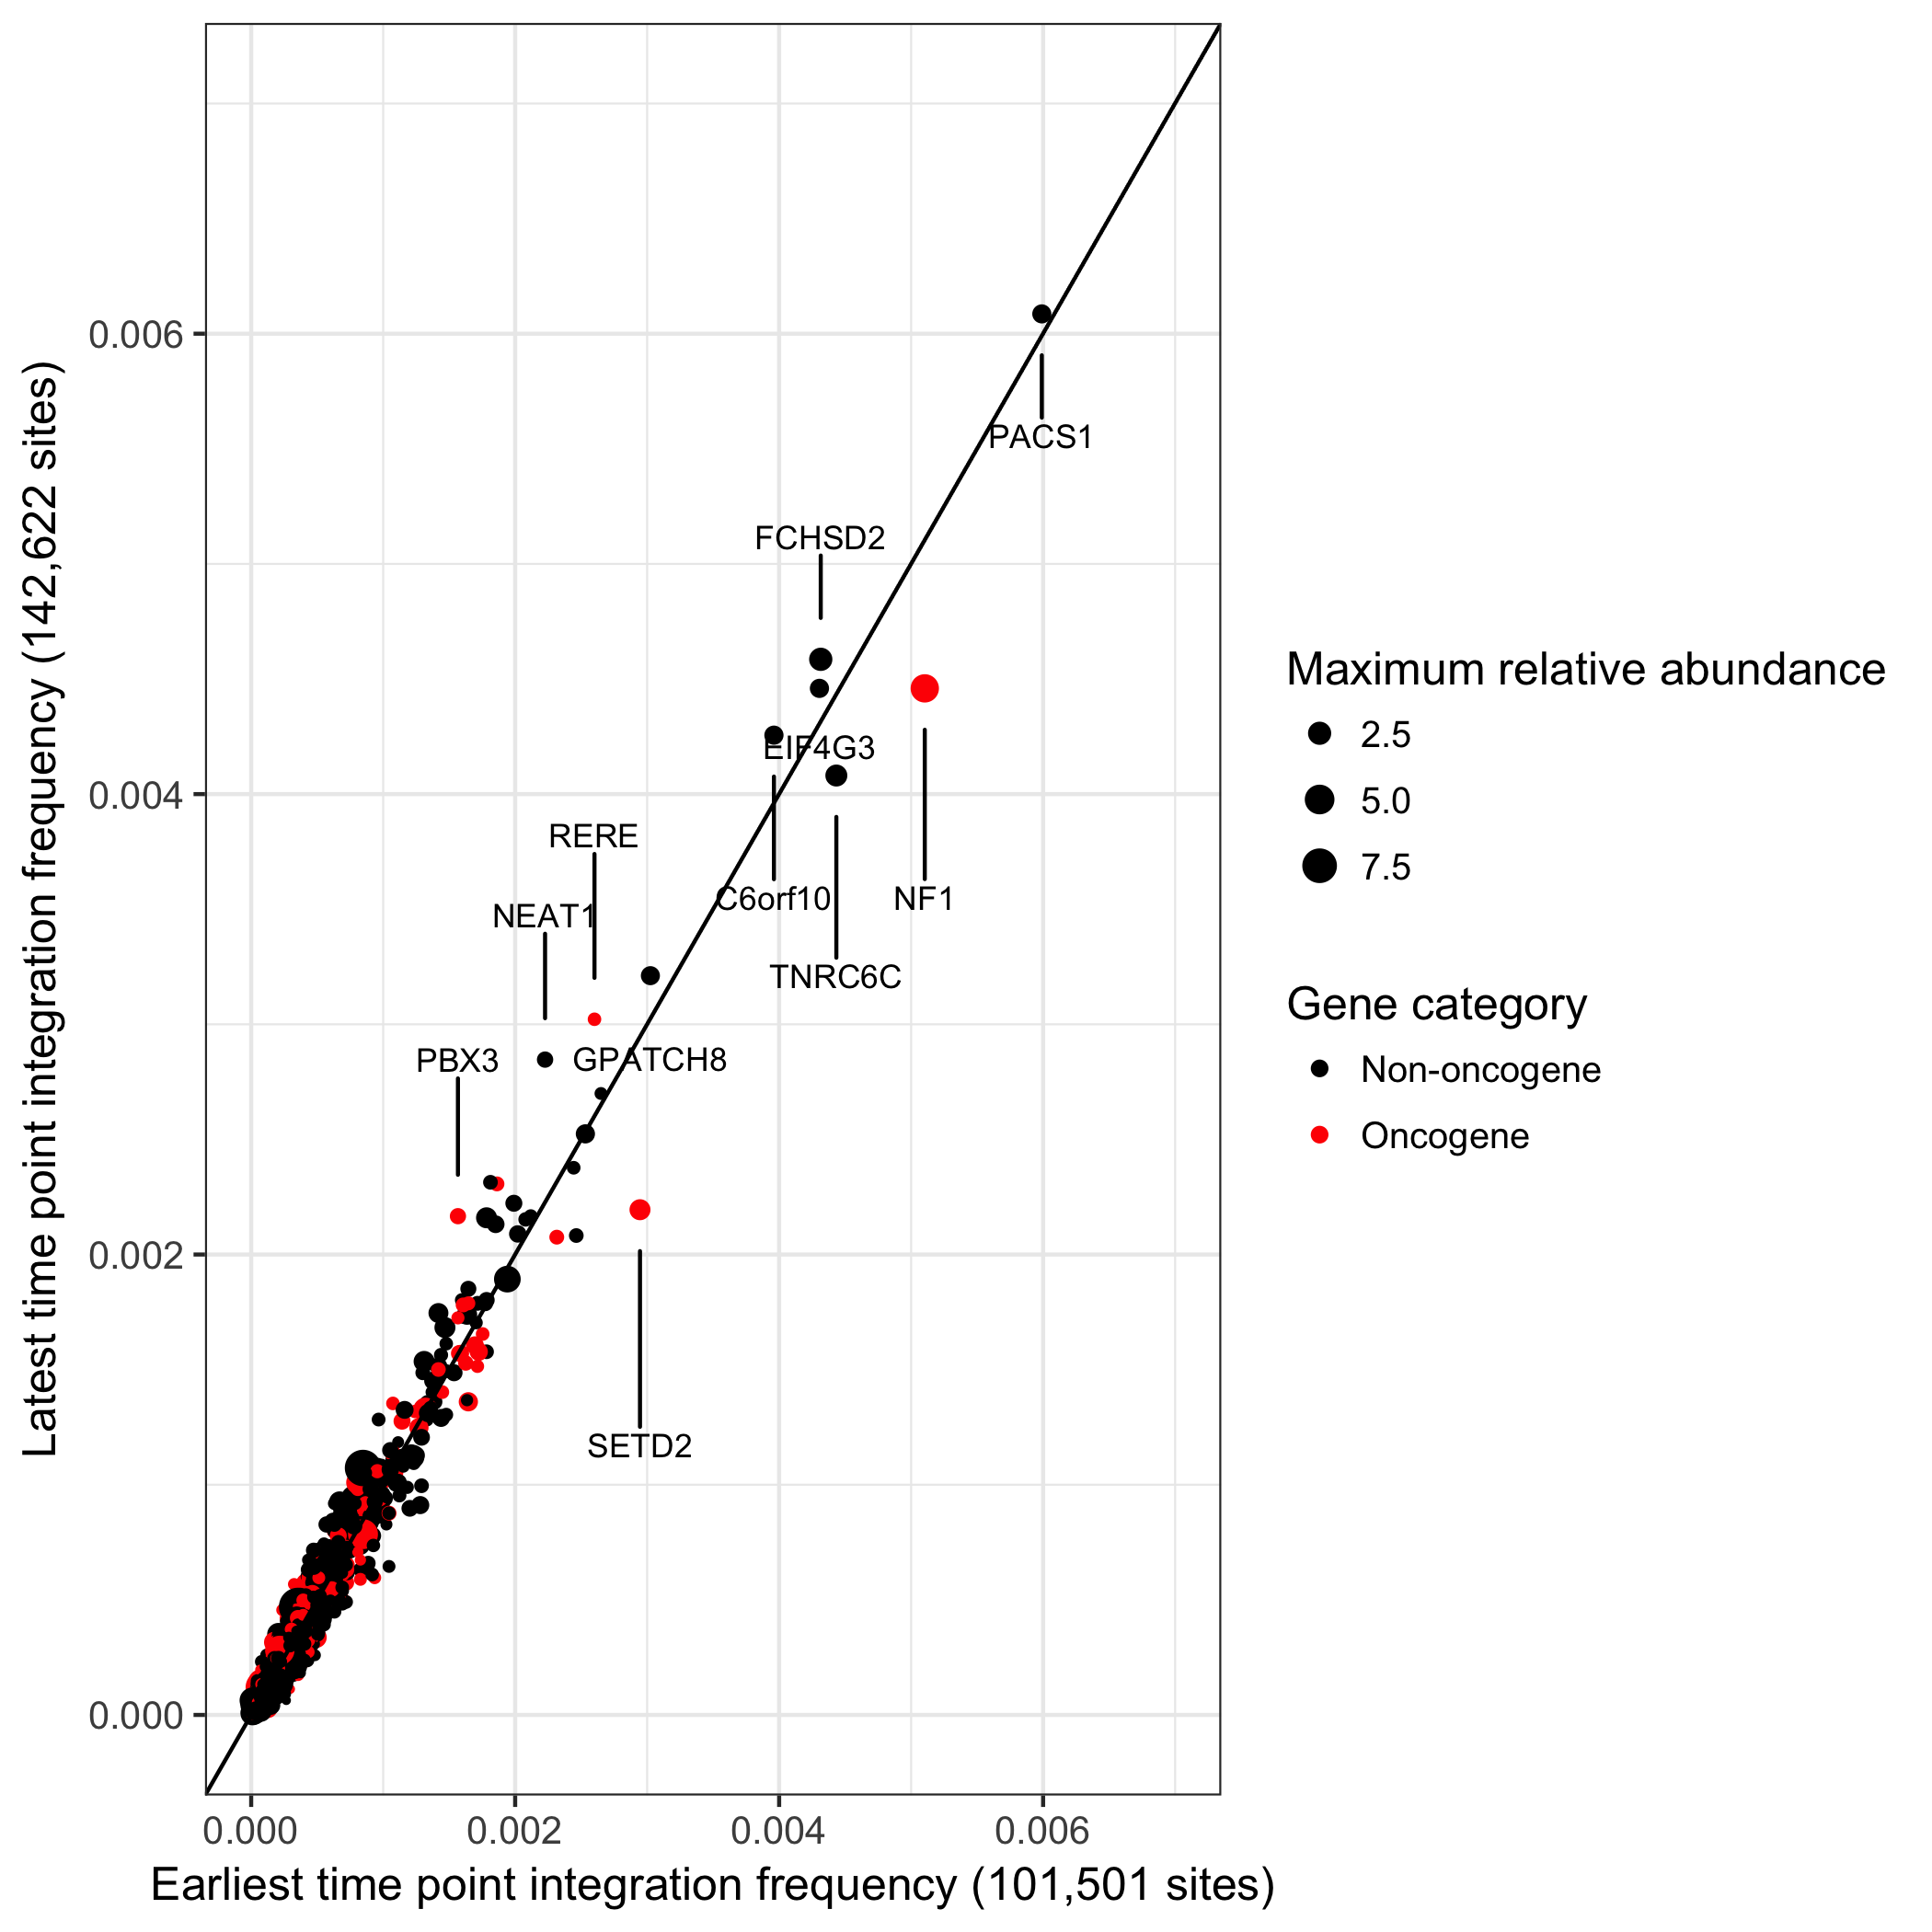 Latest time point integration frequency (142,622 sites)
0.006
0.004
0.002
0.000
PACS1
FCHSD2
EIF4G3
RERE
C6orf10
NF1
NEAT1
TNRC6C
PBX3
GPATCH8
SETD2
0.000
0.002
0.004
0.006
Earliest time point integration frequency (101,501 sites)
Maximum relative abundance
2.5
5.0
7.5
Gene category
Non-oncogene
Oncogene